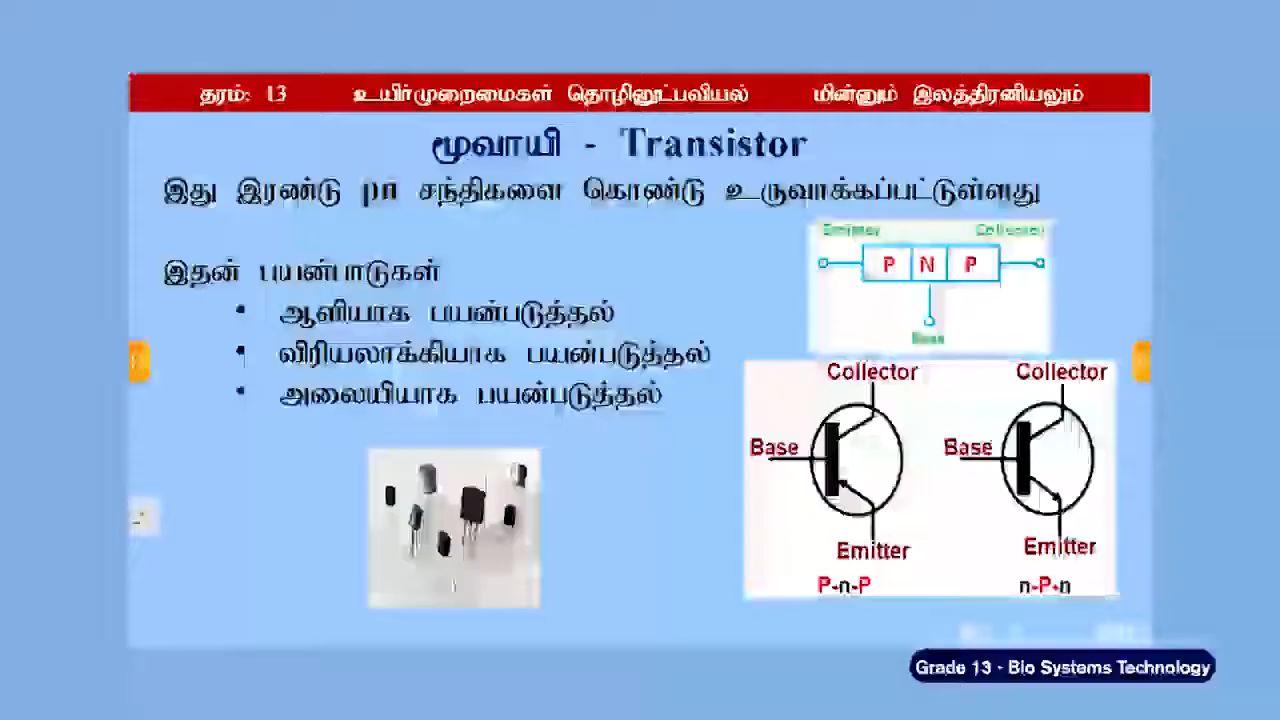 தரம்: 13 உயிர்முறைமைகள் தொழினுட்பவியல் மின்னும் இலத்திரனியலும்
மூவாயி - Transistor
இது இரண்டு pn சந்திகளை கொண்டு உருவாக்கப்பட்டுள்ளது
Emitter Collector
P N P
Base
இதன் பயன்பாடுகள்
• ஆளியாக பயன்படுத்தல்
• விரியலாக்கியாக பயன்படுத்தல்
• அலையியாக பயன்படுத்தல்
Collector Collector
Base Base
Emitter Emitter
P-n-P n-P-n
Grade 13 - Bio Systems Technology